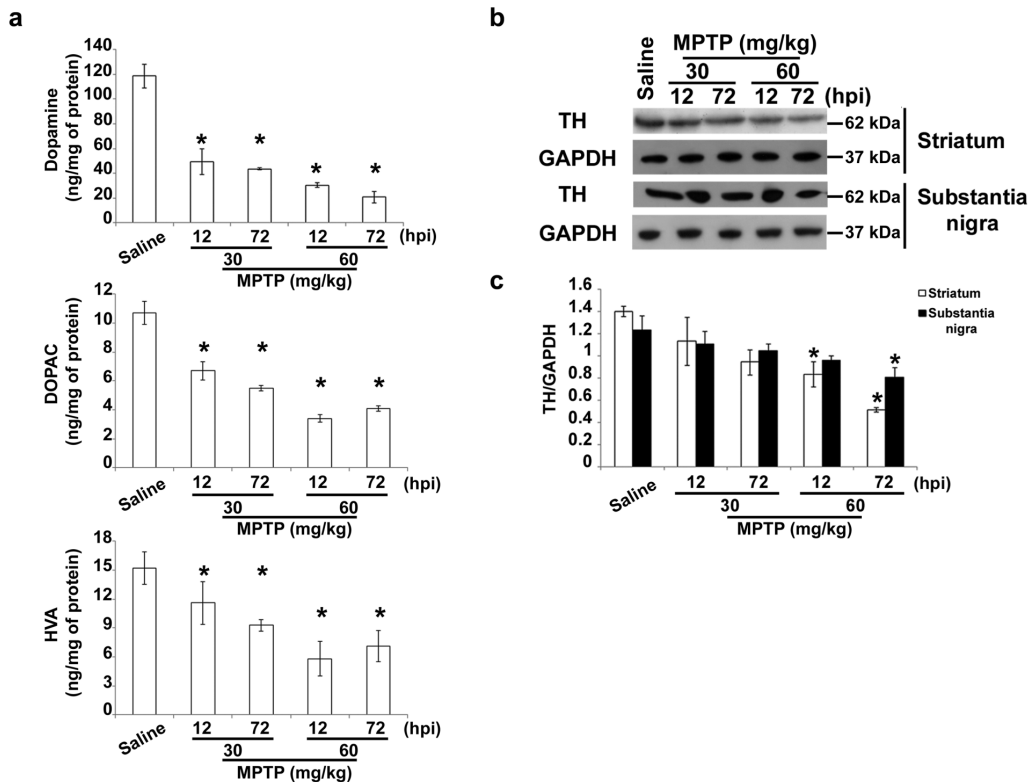 a
Dopamine
(ng/mg of protein)
140
120
100
80
60
40
20
0
* * * *
Saline 12 72 12 72 (hpi)
30 60
MPTP (mg/kg)
DOPAC
(ng/mg of protein)
12
10
8
6
4
2
0
* * * *
Saline 12 72 12 72 (hpi)
30 60
MPTP (mg/kg)
HVA
(ng/mg of protein)
18
15
12
9
6
3
0
* * * *
Saline 12 72 12 72 (hpi)
30 60
MPTP (mg/kg)
b
Saline
MPTP (mg/kg)
30 60
12 72 12 72 (hpi)
TH 62 kDa
GAPDH 37 kDa
Striatum
TH 62 kDa
GAPDH 37 kDa
Substantia
nigra
c
TH/GAPDH
1.6
1.4
1.2
1
0.8
0.6
0.4
0.2
0
Striatum
Substantia
nigra
* * *
Saline 12 72 12 72 (hpi)
30 60
MPTP (mg/kg)